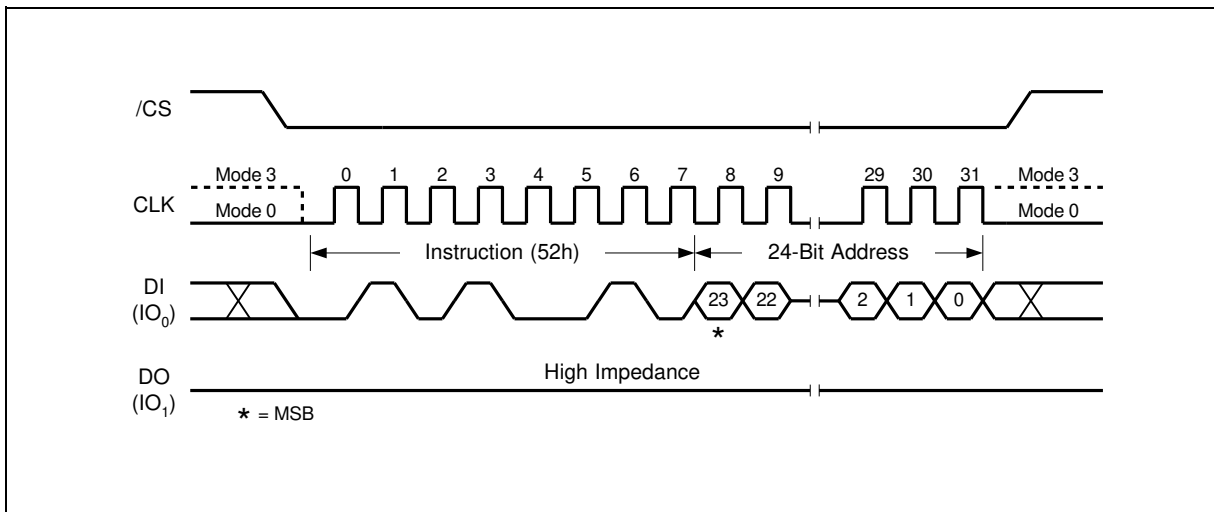 /CS
Mode 3 0 1 2 3 4 5 6 7 8 9 29 30 31 Mode 3
CLK Mode 0 Mode 0
Instruction (52h) 24-Bit Address
DI
(IO0) 23 22 2 1 0
*
DO High Impedance
(IO1)
* = MSB